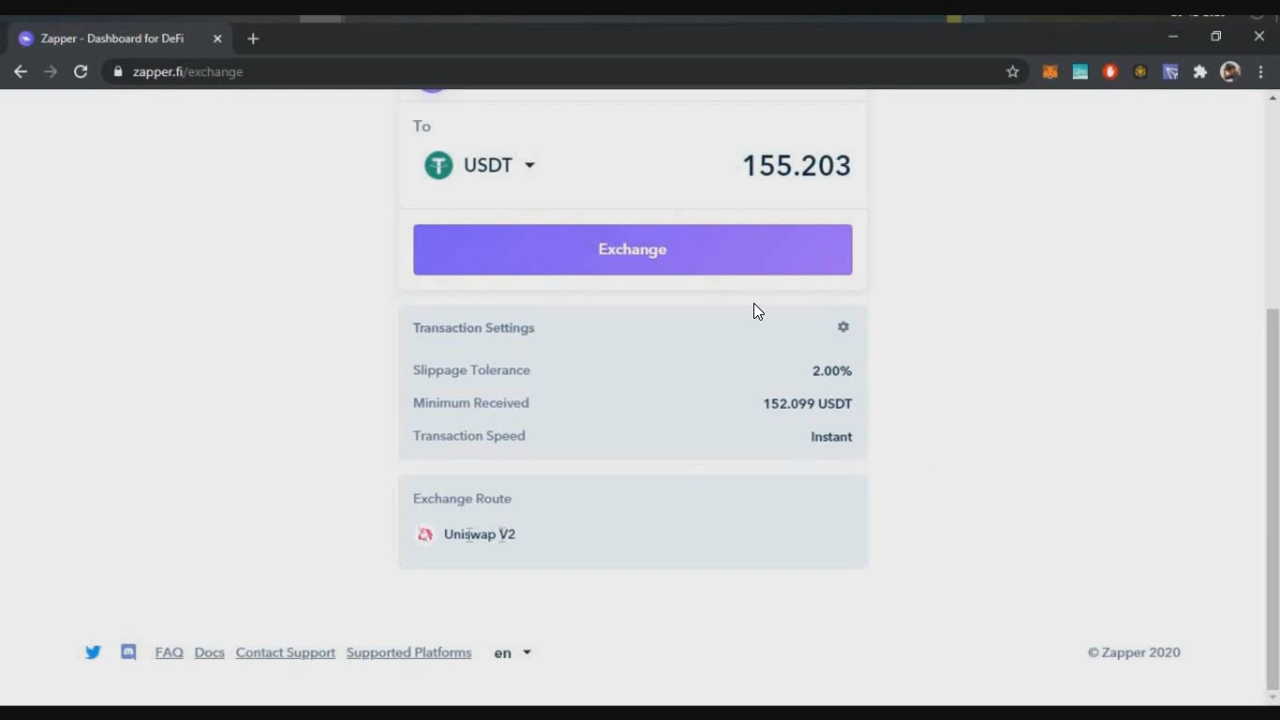 Zapper - Dashboard for DeFi
zapper.fi/exchange
To
USDT 155.203
Exchange
Transaction Settings
Slippage Tolerance 2.00%
Minimum Received 152.099 USDT
Transaction Speed Instant
Exchange Route
Uniswap V2
FAQ Docs Contact Support Supported Platforms en © Zapper 2020